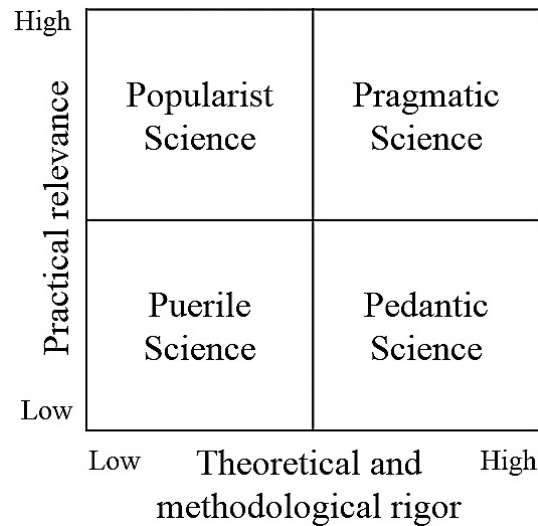 High
Popularist
Science
Pragmatic
Science
Practical relevance
Puerile
Science
Pedantic
Science
Low
Low
Theoretical and
methodological rigor
High